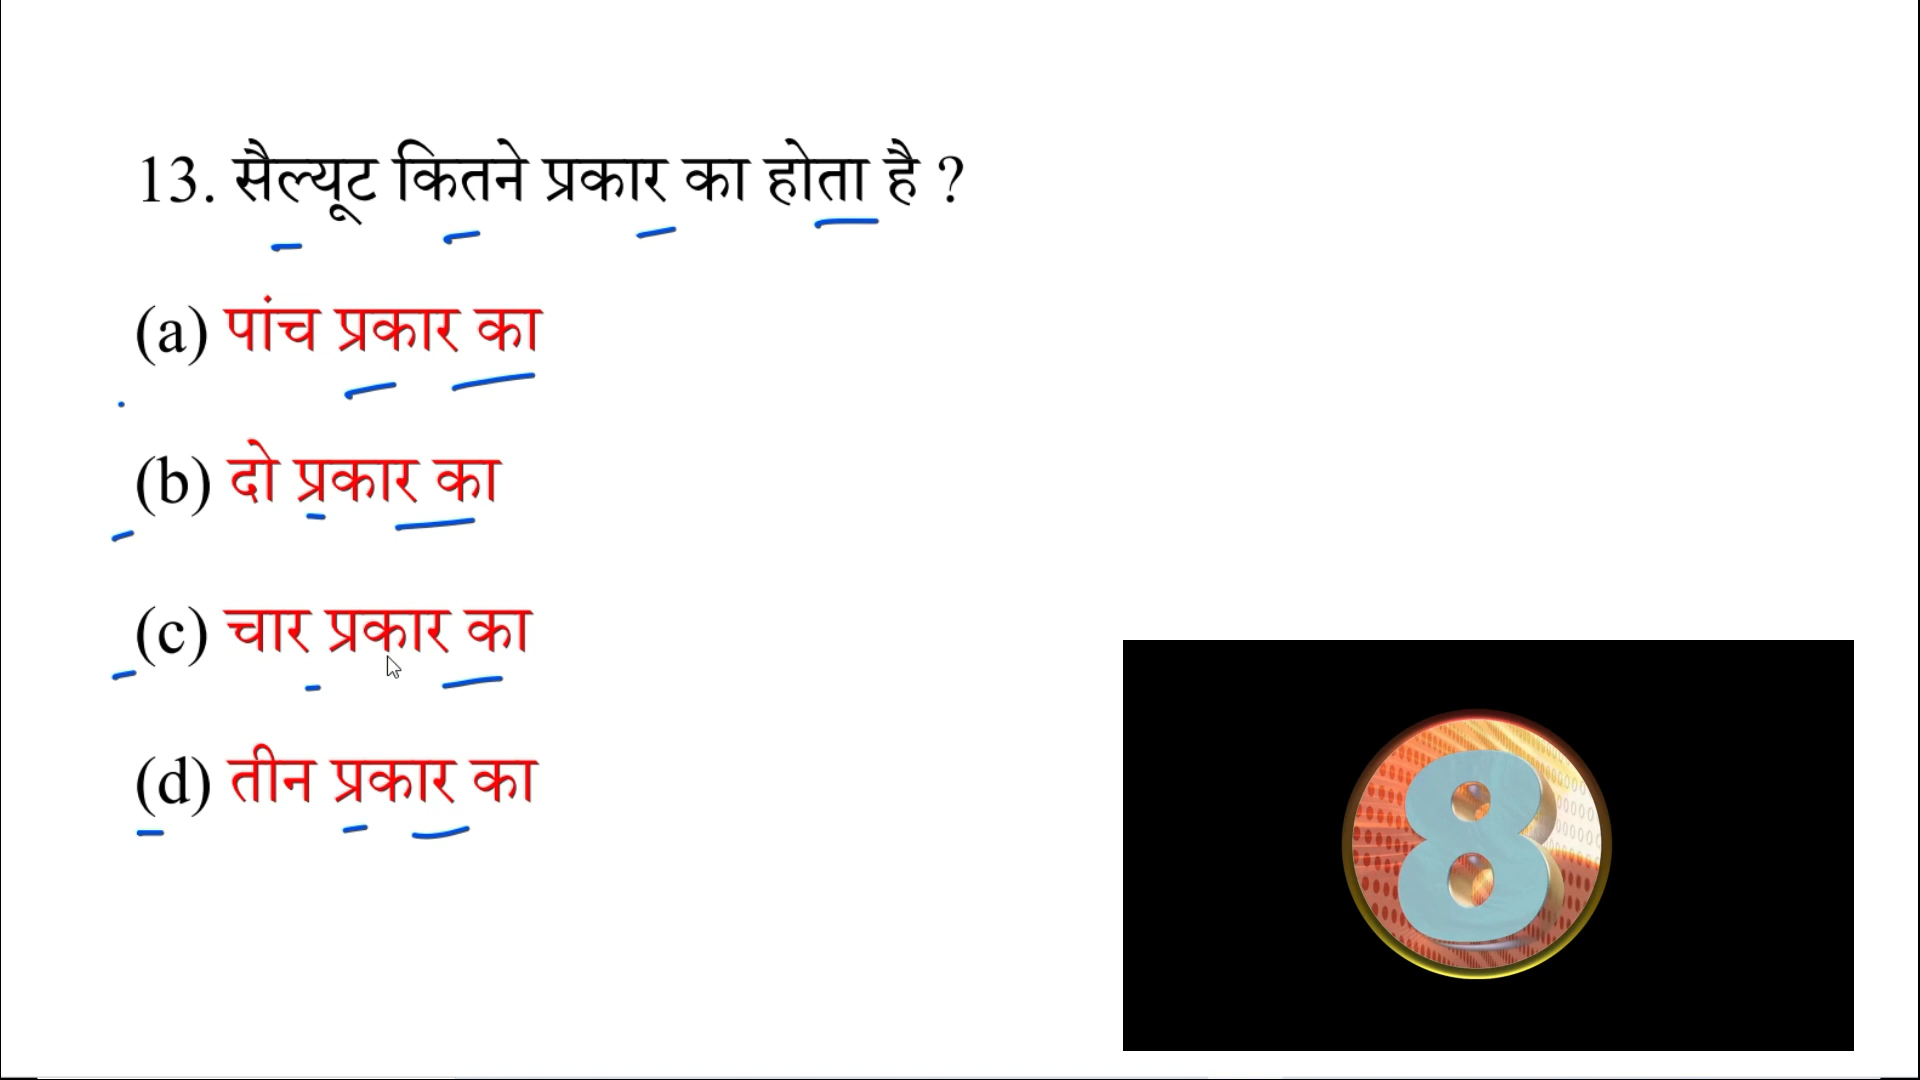 13. सैल्यूट कितने प्रकार का होता है ?
(a) पांच प्रकार का
(b) दो प्रकार का
(c) चार प्रकार का
(d) तीन प्रकार का
8